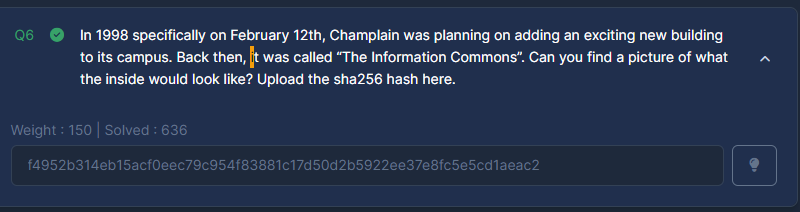 Q6 In 1998 specifically on February 12th, Champlain was planning on adding an exciting new building
to its campus. Back then, it was called “The Information Commons”. Can you find a picture of what
the inside would look like? Upload the sha256 hash here.
Weight : 150 | Solved : 636
f4952b314eb15acf0eec79c954f83881c17d50d2b5922ee37e8fc5e5cd1aeac2